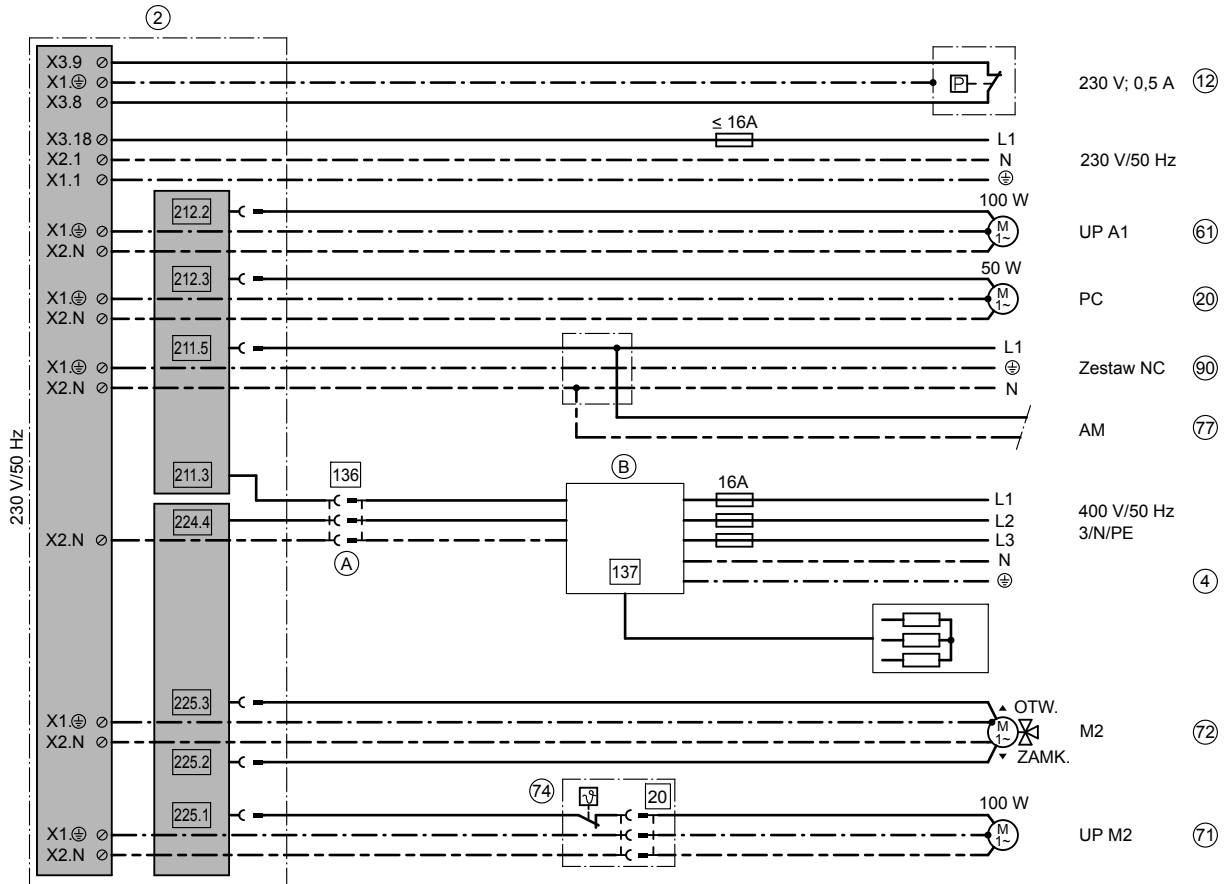 2
X3.9
X1.
P
230 V; 0,5 A 12
X3.8
≤ 16A
X3.18 L1
X2.1 N 230 V/50 Hz
X1.1
212.2 100 W
X1. M 1~ UP A1 61
X2.N
212.3 50 W
X1. M 1~ PC 20
X2.N
211.5 L1
X1. Zestaw NC 90
X2.N N
AM 77
230 V/50 Hz
211.3 136 B 16A
L1
400 V/50 Hz
224.4 L2
3/N/PE
X2.N L3
A N
137
4
225.3 OTW.
X1. M 1~ M2 72
X2.N
225.2 ZAMK.
74 ϑ 20
225.1 100 W
X1. M 1~ UP M2 71
X2.N